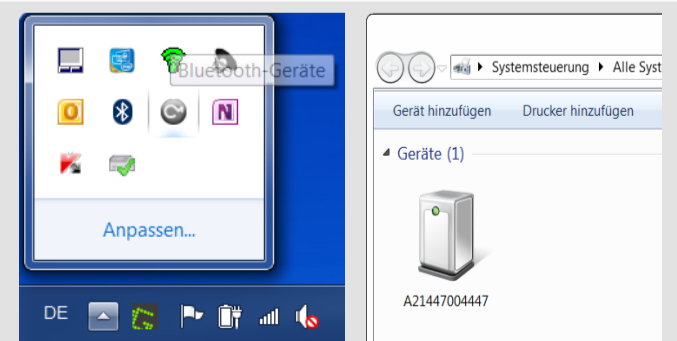 Bluetooth-Geräte
N
Anpassen...
DE
Systemsteuerung Alle Syst
Gerät hinzufügen Drucker hinzufügen
Geräte (1)
A21447004447